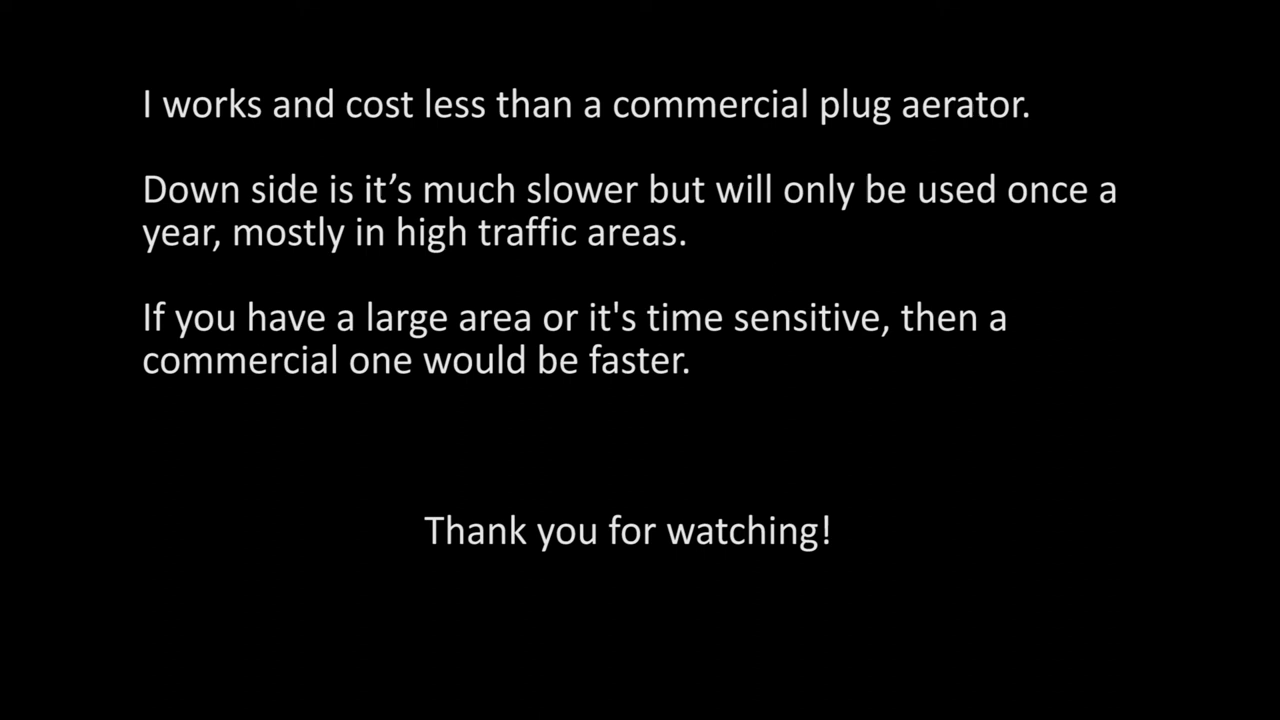 I works and cost less than a commercial plug aerator.
Down side is it’s much slower but will only be used once a
year, mostly in high traffic areas.
If you have a large area or it's time sensitive, then a
commercial one would be faster.
Thank you for watching!